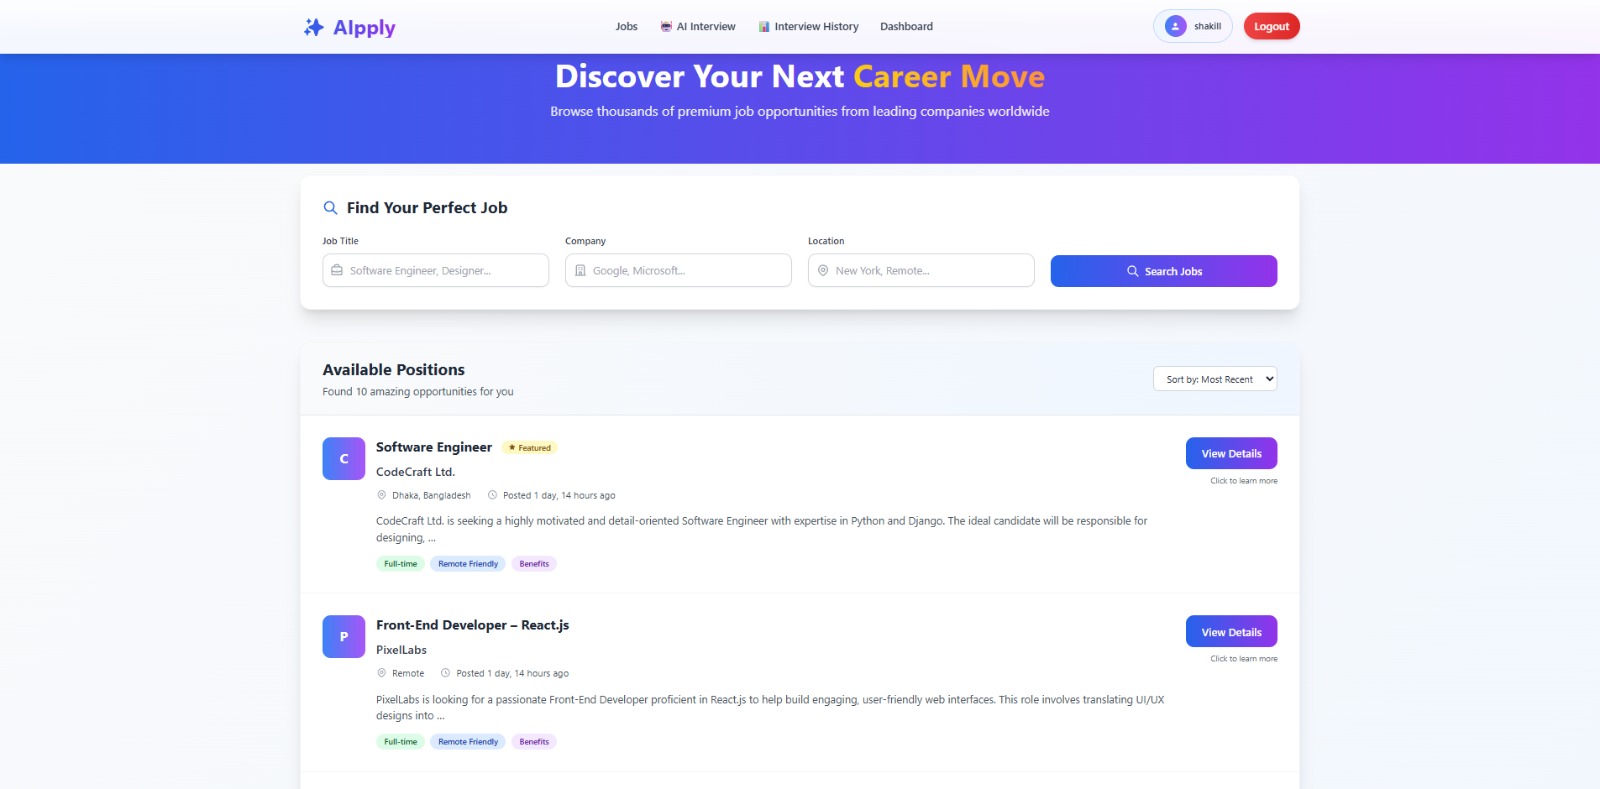 AIpply
Jobs
AI Interview
Interview History
Dashboard
shakill
Logout
Discover Your Next Career Move
Browse thousands of premium job opportunities from leading companies worldwide
Find Your Perfect Job
Job Title
Company
Location
Software Engineer, Designer...
Google, Microsoft...
New York, Remote...
Search Jobs
Available Positions
Found 10 amazing opportunities for you
Sort by: Most Recent
C
Software Engineer
★ Featured
CodeCraft Ltd.
Dhaka, Bangladesh
Posted 1 day, 14 hours ago
CodeCraft Ltd. is seeking a highly motivated and detail-oriented Software Engineer with expertise in Python and Django. The ideal candidate will be responsible for
designing, ...
Full-time
Remote Friendly
Benefits
View Details
Click to learn more
P
Front-End Developer – React.js
PixelLabs
Remote
Posted 1 day, 14 hours ago
PixelLabs is looking for a passionate Front-End Developer proficient in React.js to help build engaging, user-friendly web interfaces. This role involves translating UI/UX
designs into ...
Full-time
Remote Friendly
Benefits
View Details
Click to learn more